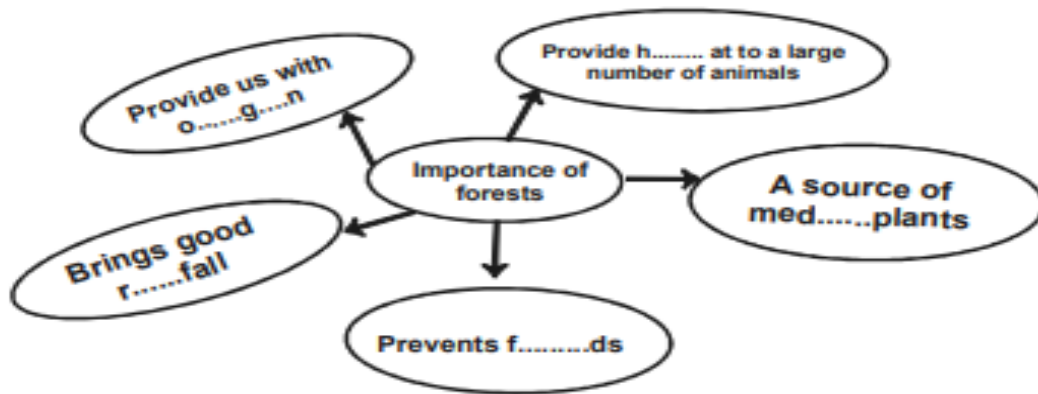 Provide us with
o......g....n
Provide h........ at to a large
number of animals
Importance of
forests
A source of
med......plants
Brings good
r......fall
Prevents f.........ds